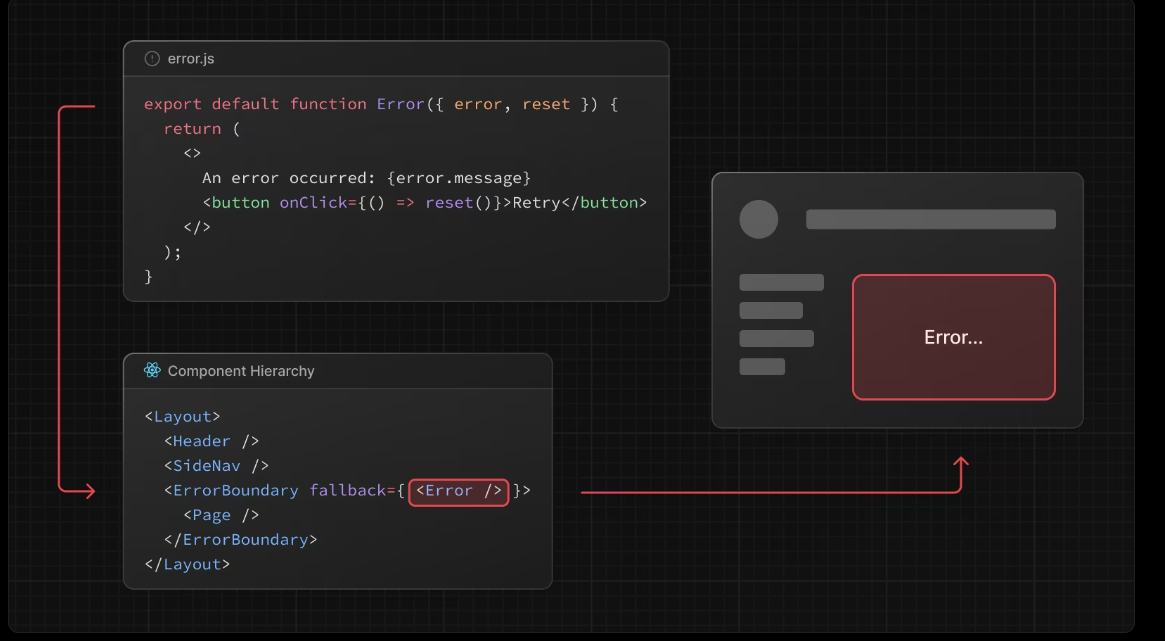 error.js
export default function Error({ error, reset }) {
  return (
    <>
      An error occurred: {error.message}
      <button onClick={() => reset()}>Retry</button>
    </>
  );
}
Component Hierarchy
<Layout>
  <Header />
  <SideNav />
  <ErrorBoundary fallback={ <Error /> }>
    <Page />
  </ErrorBoundary>
</Layout>
Error...